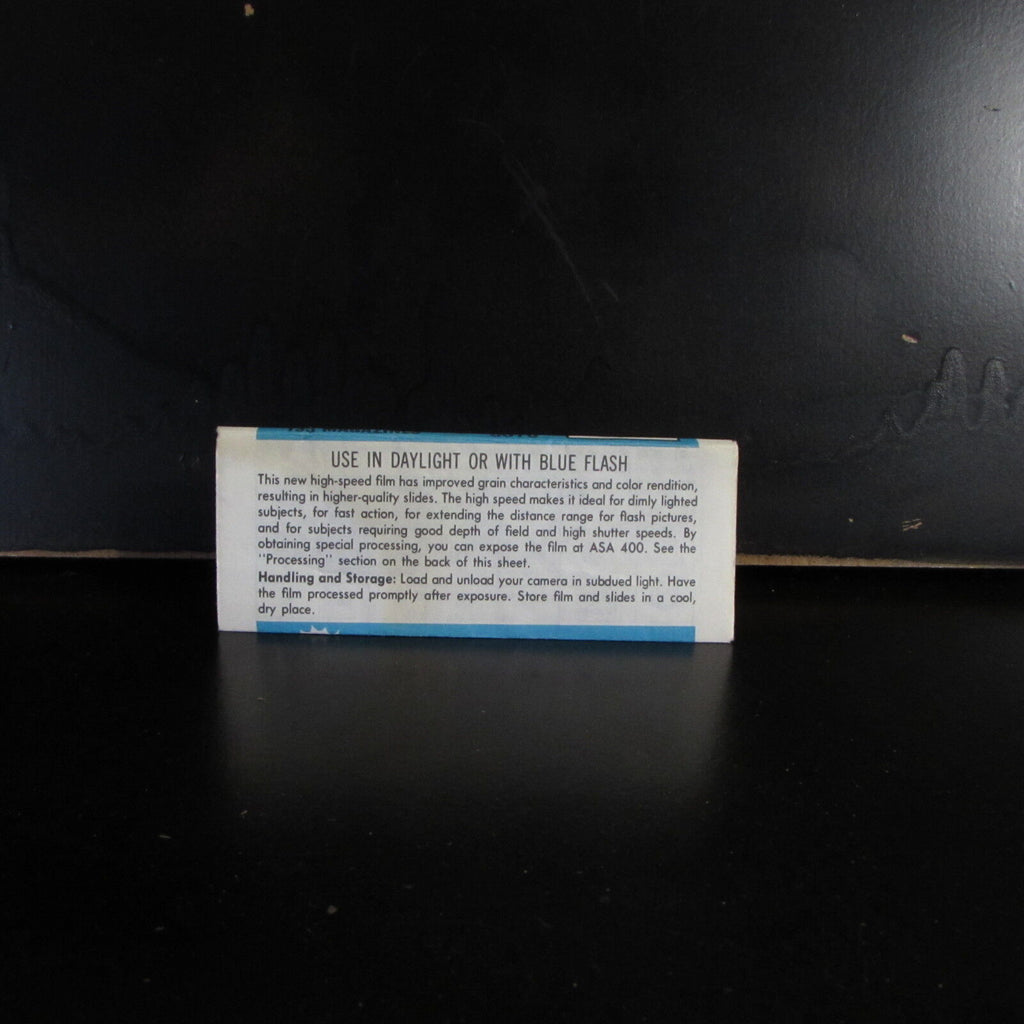 USE IN DAYLIGHT OR WITH BLUE FLASH
This new high-speed film has improved grain characteristics and color rendition,
resulting in higher-quality slides. The high speed makes it ideal for dimly lighted
subjects, for fast action, for extending the distance range for flash pictures,
and for subjects requiring good depth of field and high shutter speeds. By
obtaining special processing, you can expose the film at ASA 400. See the
"Processing" section on the back of this sheet.
Handling and Storage: Load and unload your camera in subdued light. Have
the film processed promptly after exposure. Store film and slides in a cool,
dry place.